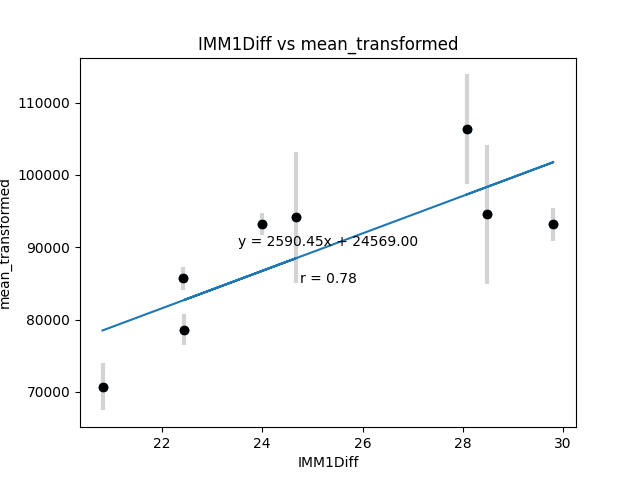 IMM1Diff vs mean_transformed
mean_transformed
110000
100000
90000
80000
70000
y = 2590.45x + 24569.00
r = 0.78
22
24
26
28
30
IMM1Diff